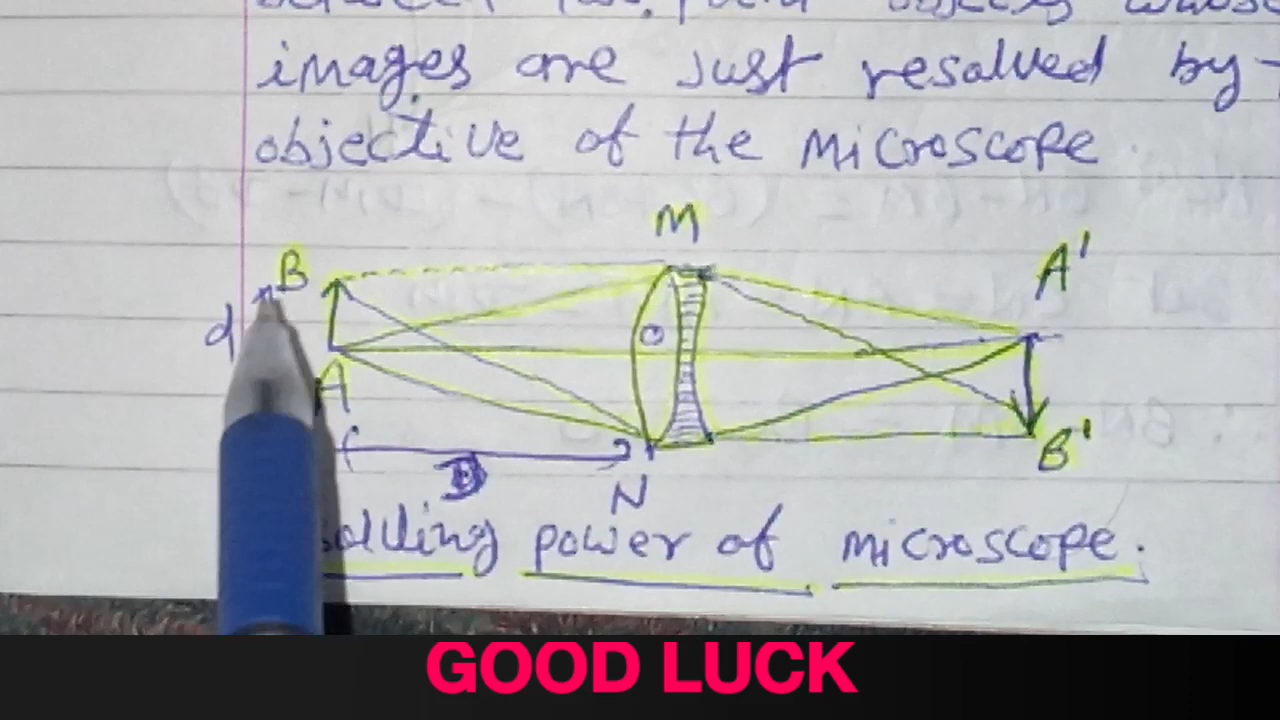 images are just resolved by
objective of the microscope
M
B
A'
d
O
A
B'
D
N
power of microscope.
GOOD LUCK